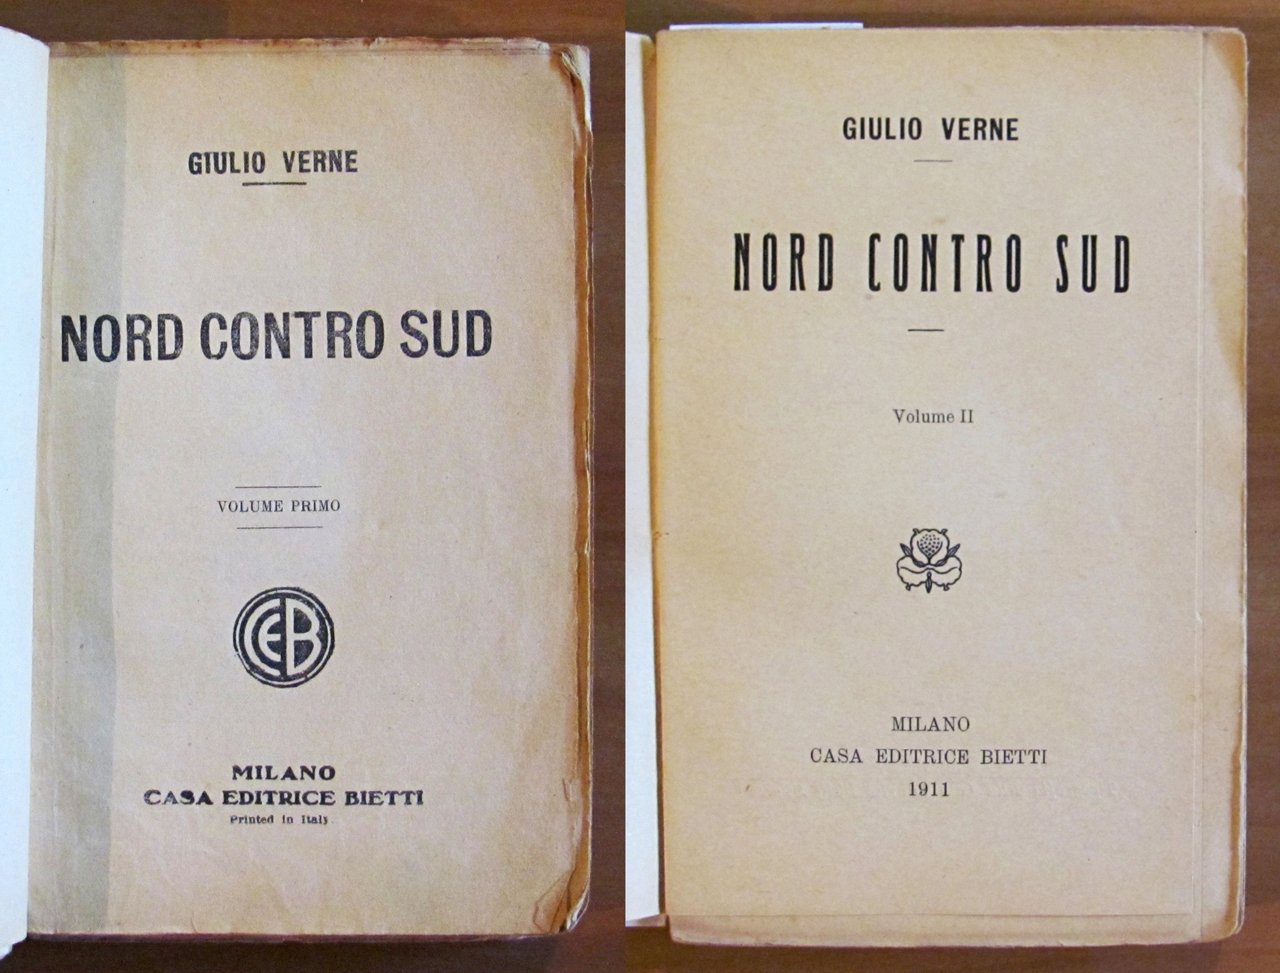 GIULIO VERNE
NORD CONTRO SUD
VOLUME PRIMO
CEB
MILANO
CASA EDITRICE BIETTI
Printed in Italy
GIULIO VERNE
NORD CONTRO SUD
Volume II
MILANO
CASA EDITRICE BIETTI
1911